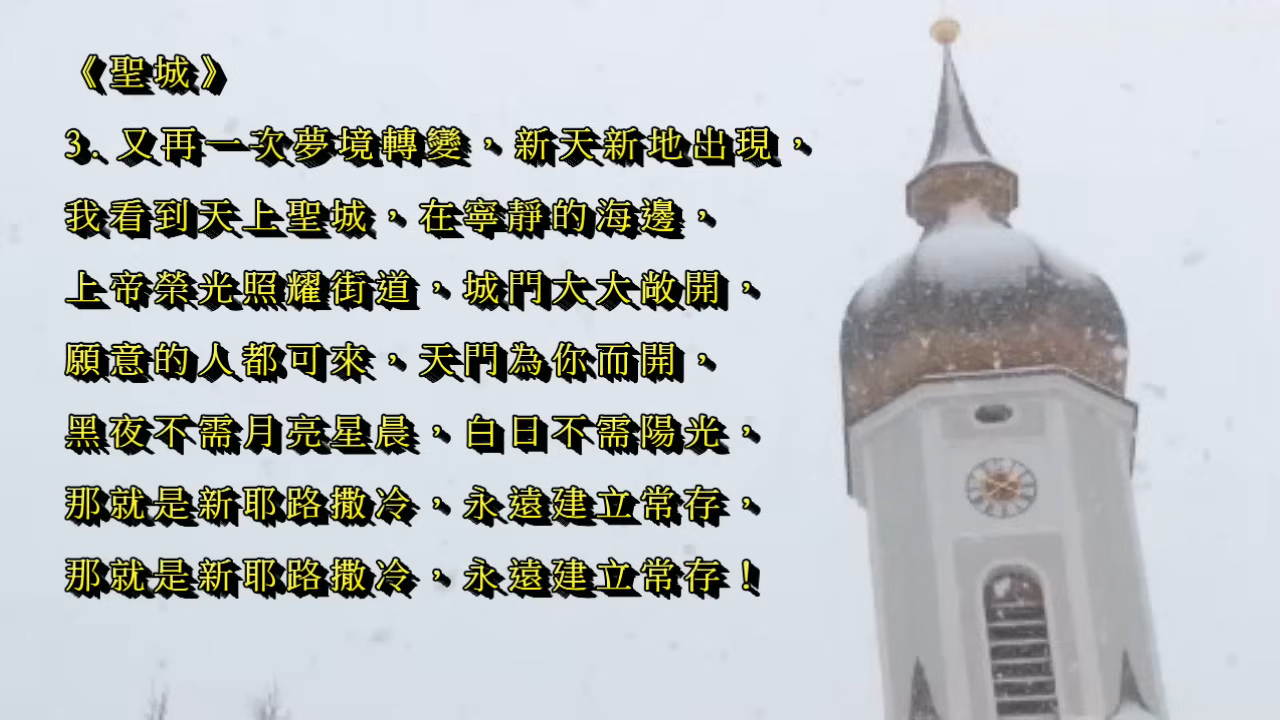 《聖城》
3. 又再一次夢境轉變，新天新地出現，
我看到天上聖城，在寧靜的海邊，
上帝榮光照耀街道，城門大大敞開，
願意的人都可來，天門為你而開，
黑夜不需月亮星晨，白日不需陽光，
那就是新耶路撒冷，永遠建立常存，
那就是新耶路撒冷，永遠建立常存！